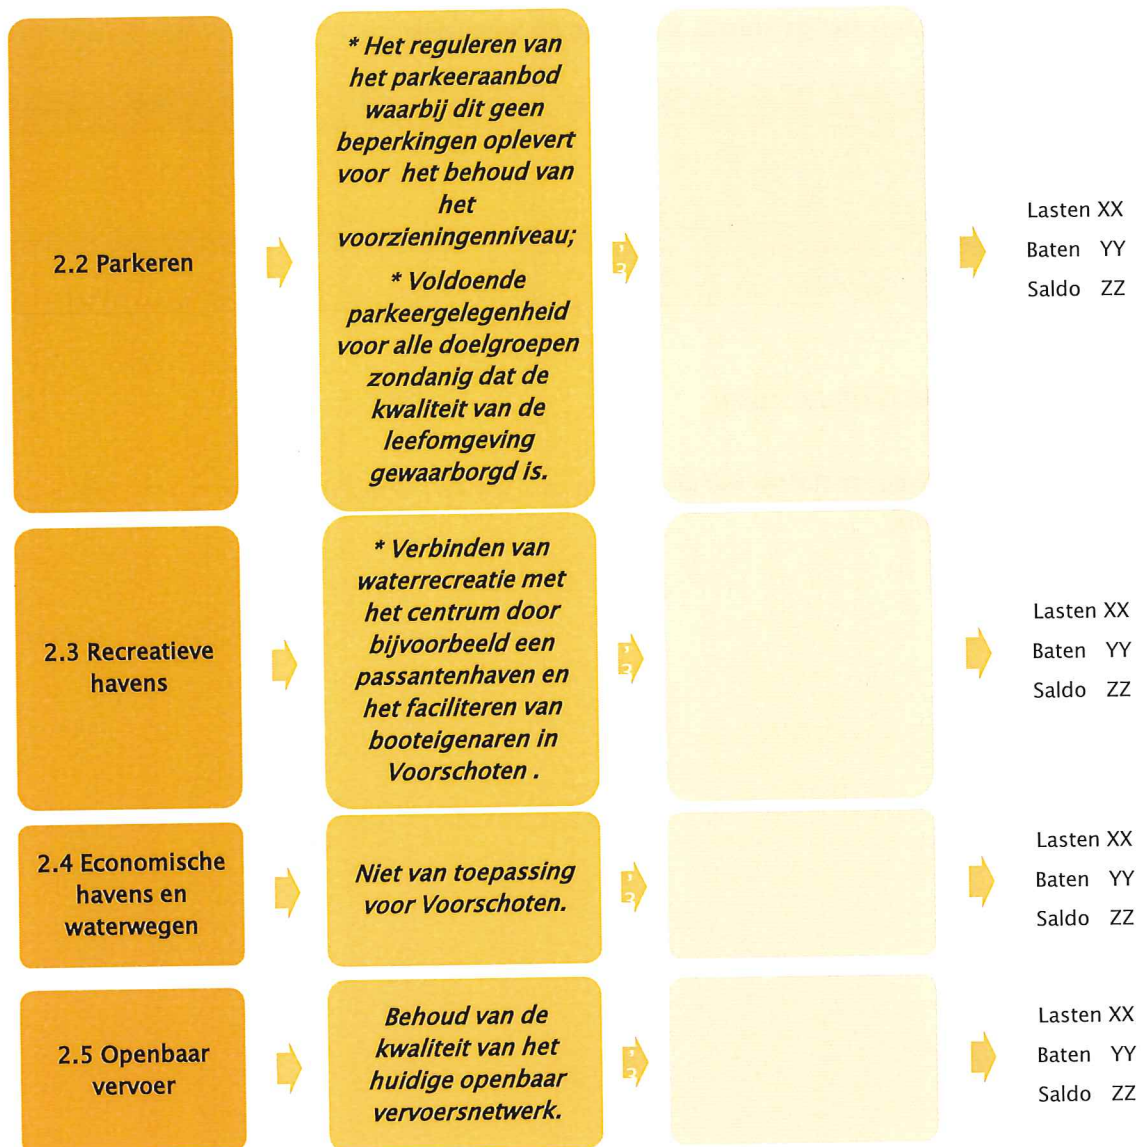 2.2 Parkeren
* Het reguleren van
het parkeeraanbod
waarbij dit geen
beperkingen oplevert
voor het behoud van
het
voorzieningenniveau;
* Voldoende
parkeergelegenheid
voor alle doelgroepen
zondanig dat de
kwaliteit van de
leefomgeving
gewaarborgd is.
Lasten XX
Baten YY
Saldo ZZ
2.3 Recreatieve
havens
* Verbinden van
waterrecreatie met
het centrum door
bijvoorbeeld een
passantenhaven en
het faciliteren van
booteigenaren in
Voorschoten .
Lasten XX
Baten YY
Saldo ZZ
2.4 Economische
havens en
waterwegen
Niet van toepassing
voor Voorschoten.
Lasten XX
Baten YY
Saldo ZZ
2.5 Openbaar
vervoer
Behoud van de
kwaliteit van het
huidige openbaar
vervoersnetwerk.
Lasten XX
Baten YY
Saldo ZZ